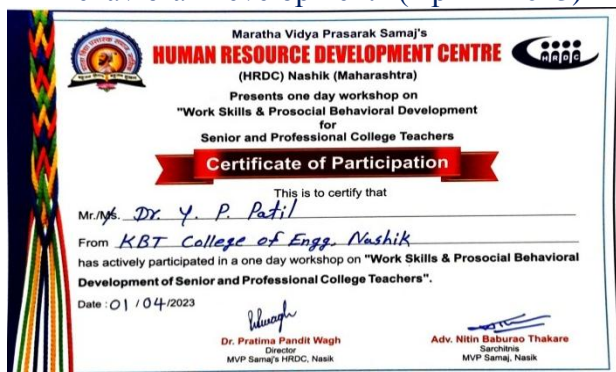 Maratha Vidya Prasarak Samaj's
HUMAN RESOURCE DEVELOPMENT CENTRE
HRDC
(HRDC) Nashik (Maharashtra)
Presents one day workshop on
"Work Skills & Prosocial Behavioral Development
for
Senior and Professional College Teachers
Certificate of Participation
This is to certify that
Mr./Ms. Dr. Y. P. Patil
From KBT College of Engg. Nashik
has actively participated in a one day workshop on "Work Skills & Prosocial Behavioral
Development of Senior and Professional College Teachers".
Date : 01 / 04 /2023
Dr. Pratima Pandit Wagh
Director
MVP Samaj's HRDC, Nasik
Adv. Nitin Baburao Thakare
Sarchitnis
MVP Samaj, Nasik